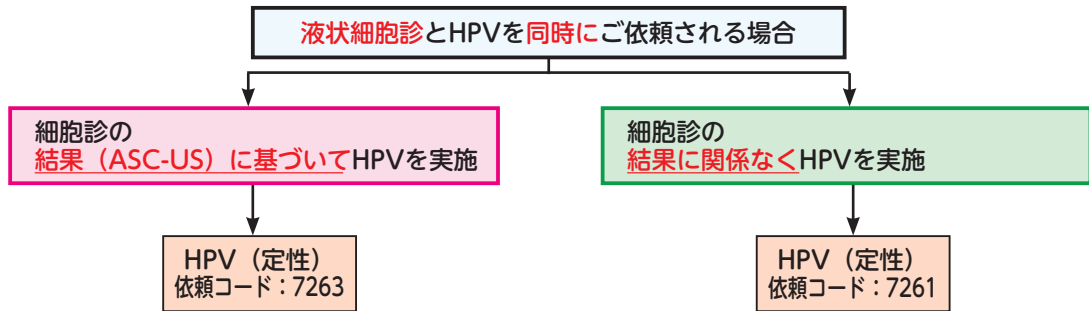 液状細胞診とHPVを同時にご依頼される場合
細胞診の
結果（ASC-US）に基づいてHPVを実施
細胞診の
結果に関係なくHPVを実施
HPV（定性）
依頼コード：7263
HPV（定性）
依頼コード：7261